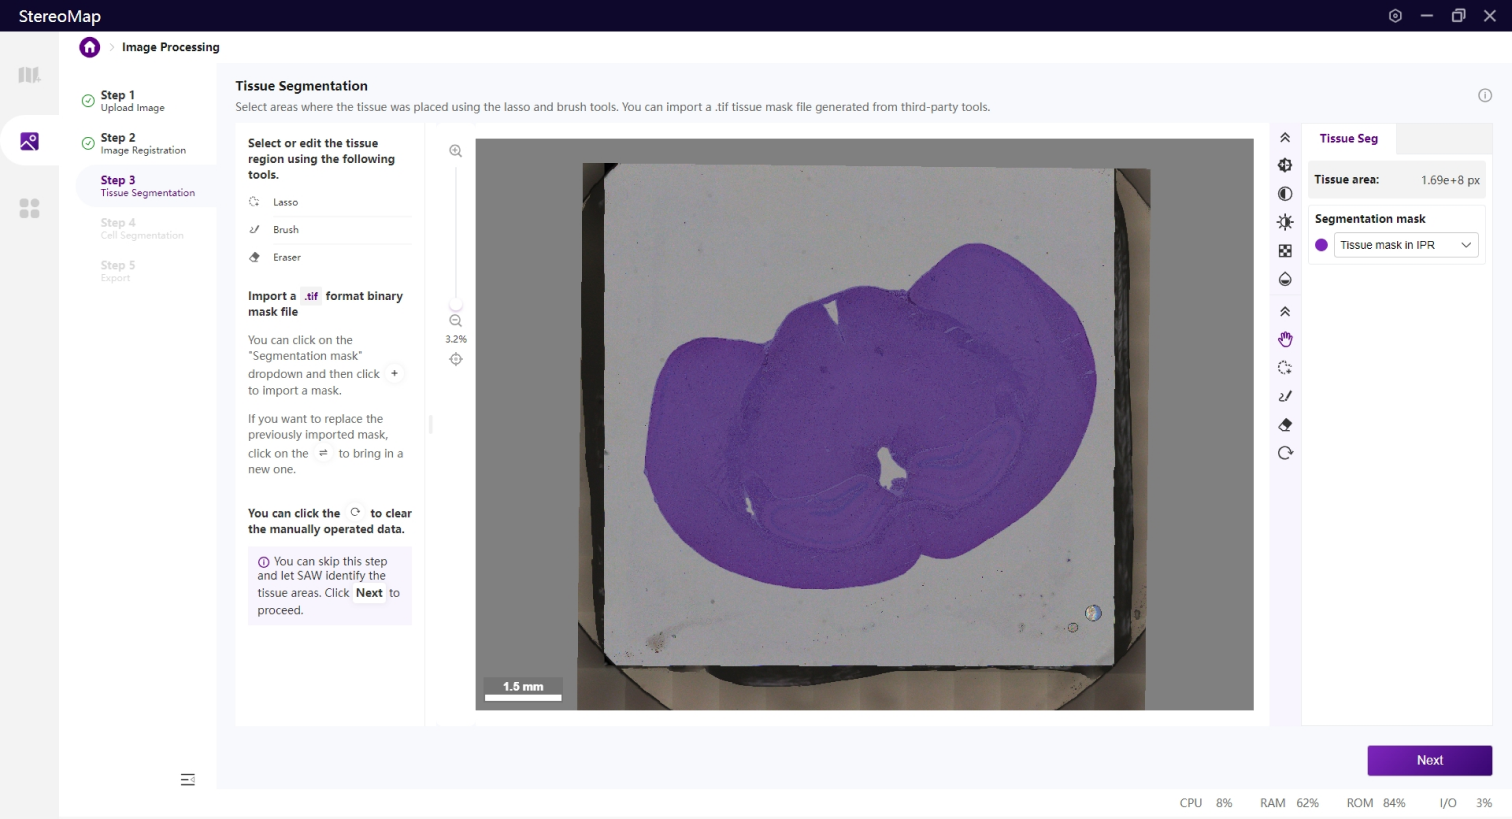 StereoMap
Image Processing
Step 1
Upload Image
Step 2
Image Registration
Step 3
Tissue Segmentation
Step 4
Cell Segmentation
Step 5
Export
Tissue Segmentation
Select areas where the tissue was placed using the lasso and brush tools. You can import a .tif tissue mask file generated from third-party tools.
Select or edit the tissue
region using the following
tools.
Lasso
Brush
Eraser
Import a .tif format binary
mask file
You can click on the
"Segmentation mask"
dropdown and then click +
to import a mask.
If you want to replace the
previously imported mask,
click on the ⇌ to bring in a
new one.
You can click the to clear
the manually operated data.
You can skip this step
and let SAW identify the
tissue areas. Click Next to
proceed.
3.2%
1.5 mm
Tissue Seg
Tissue area: 1.69e+8 px
Segmentation mask
Tissue mask in IPR
Next
CPU 8% RAM 62% ROM 84% I/O 3%